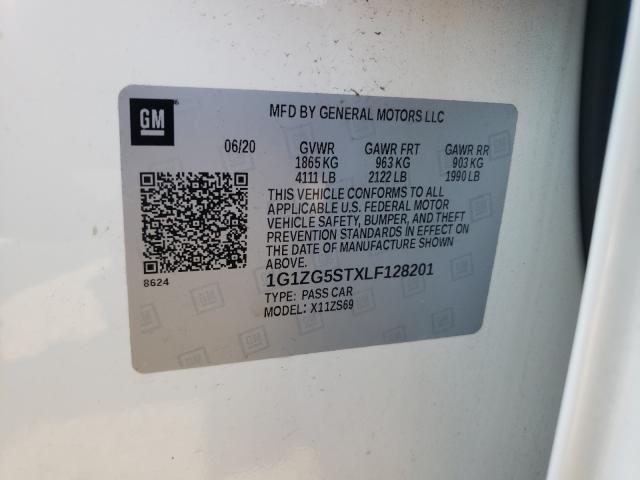 GM
MFD BY GENERAL MOTORS LLC
06/20 GVWR GAWR FRT GAWR RR
1865 KG 963 KG 903 KG
4111 LB 2122 LB 1990 LB
THIS VEHICLE CONFORMS TO ALL
APPLICABLE U.S. FEDERAL MOTOR
VEHICLE SAFETY, BUMPER, AND THEFT
PREVENTION STANDARDS IN EFFECT ON
THE DATE OF MANUFACTURE SHOWN
ABOVE.
8624
1G1ZG5STXLF128201
TYPE: PASS CAR
MODEL: X11ZS69